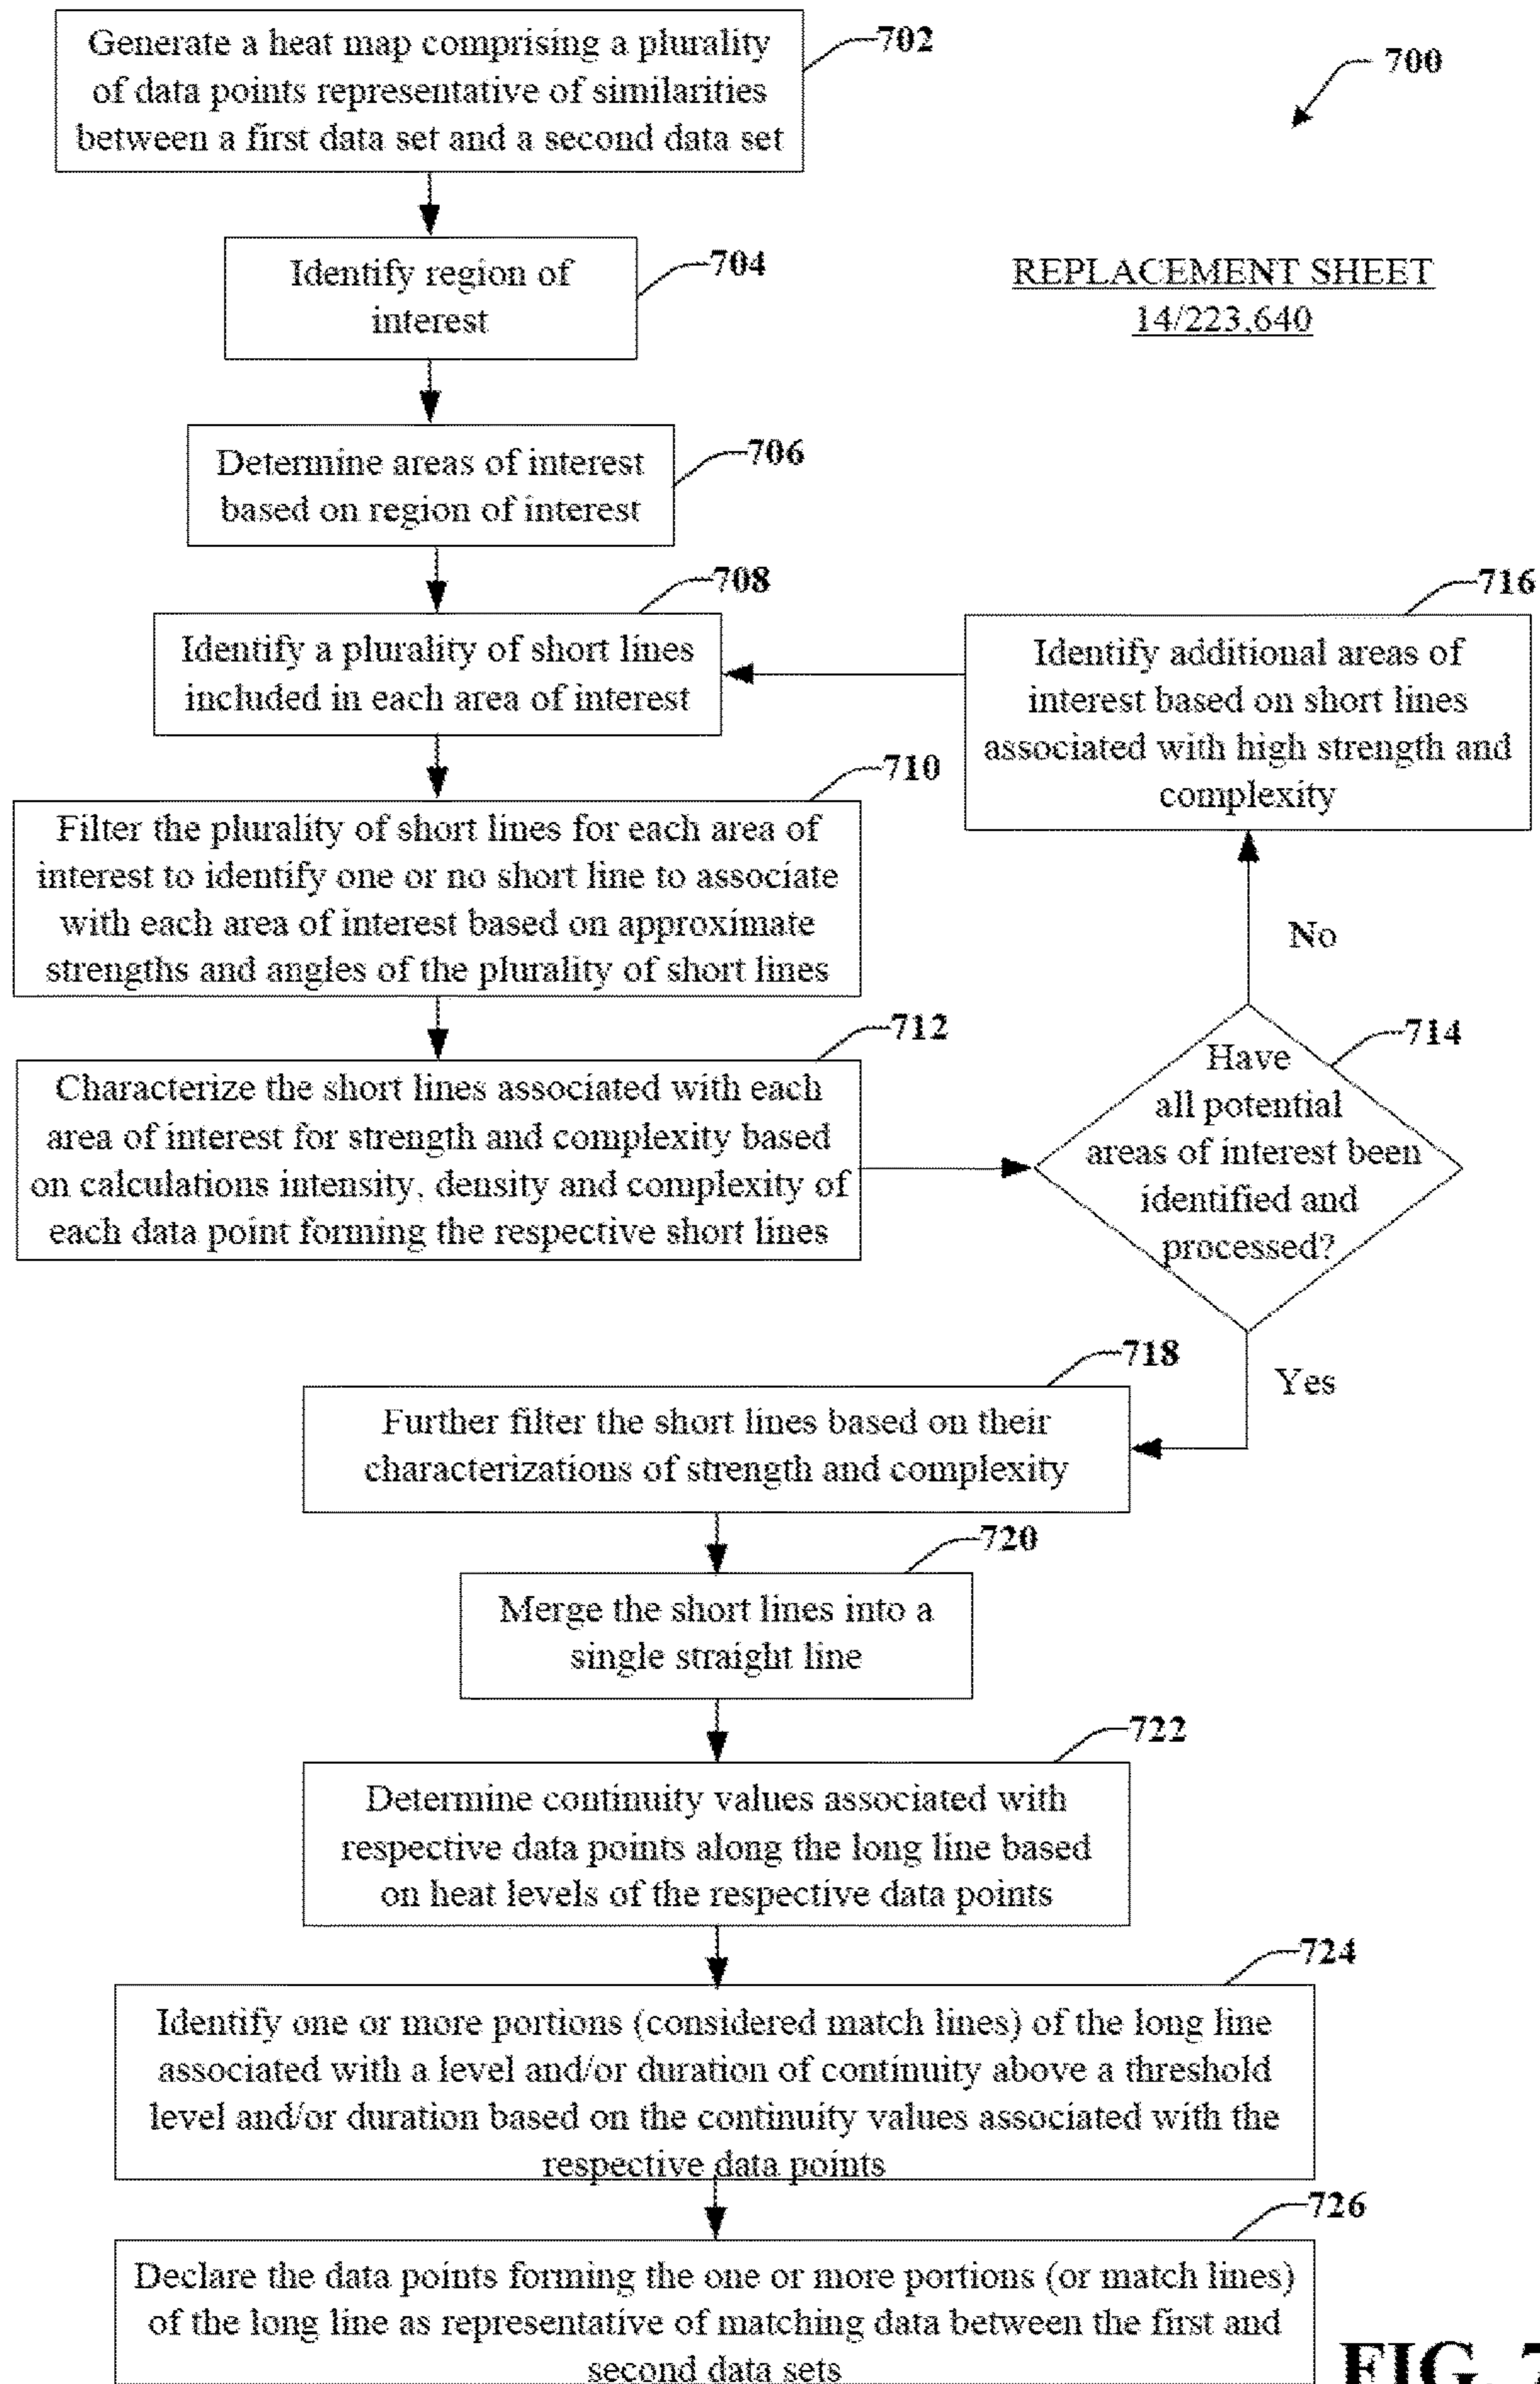 Generate a heat map comprising a plurality
of data points representative of similarities
between a first data set and a second data set
702
700
Identify region of
interest
704
REPLACEMENT SHEET
14/223,640
Determine areas of interest
based on region of interest
706
708
Identify a plurality of short lines
included in each area of interest
716
Identify additional areas of
interest based on short lines
associated with high strength and
complexity
710
Filter the plurality of short lines for each area of
interest to identify one or no short line to associate
with each area of interest based on approximate
strengths and angles of the plurality of short lines
No
712
Characterize the short lines associated with each
area of interest for strength and complexity based
on calculations intensity, density and complexity of
each data point forming the respective short lines
714
Have
all potential
areas of interest been
identified and
processed?
Yes
718
Further filter the short lines based on their
characterizations of strength and complexity
720
Merge the short lines into a
single straight line
722
Determine continuity values associated with
respective data points along the long line based
on heat levels of the respective data points
724
Identify one or more portions (considered match lines) of the long line
associated with a level and/or duration of continuity above a threshold
level and/or duration based on the continuity values associated with the
respective data points
726
Declare the data points forming the one or more portions (or match lines)
of the long line as representative of matching data between the first and
second data sets
FIG. 7